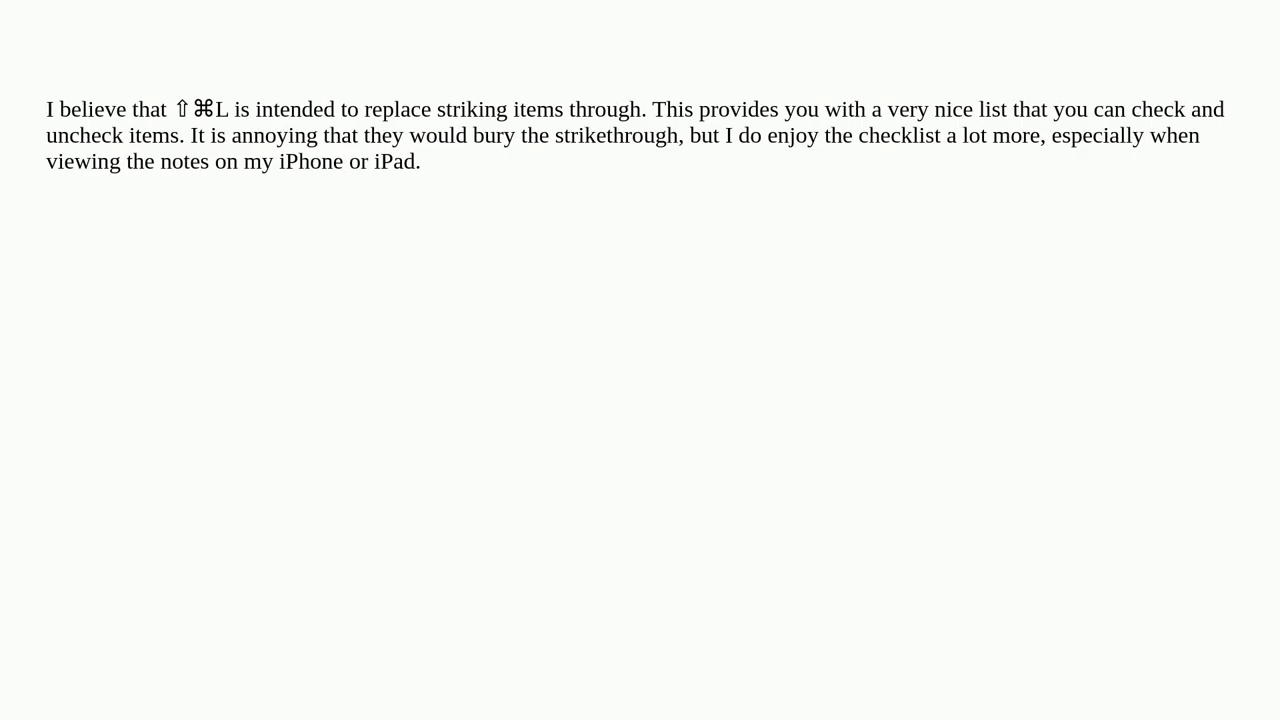 I believe that ⇧⌘L is intended to replace striking items through. This provides you with a very nice list that you can check and
uncheck items. It is annoying that they would bury the strikethrough, but I do enjoy the checklist a lot more, especially when
viewing the notes on my iPhone or iPad.